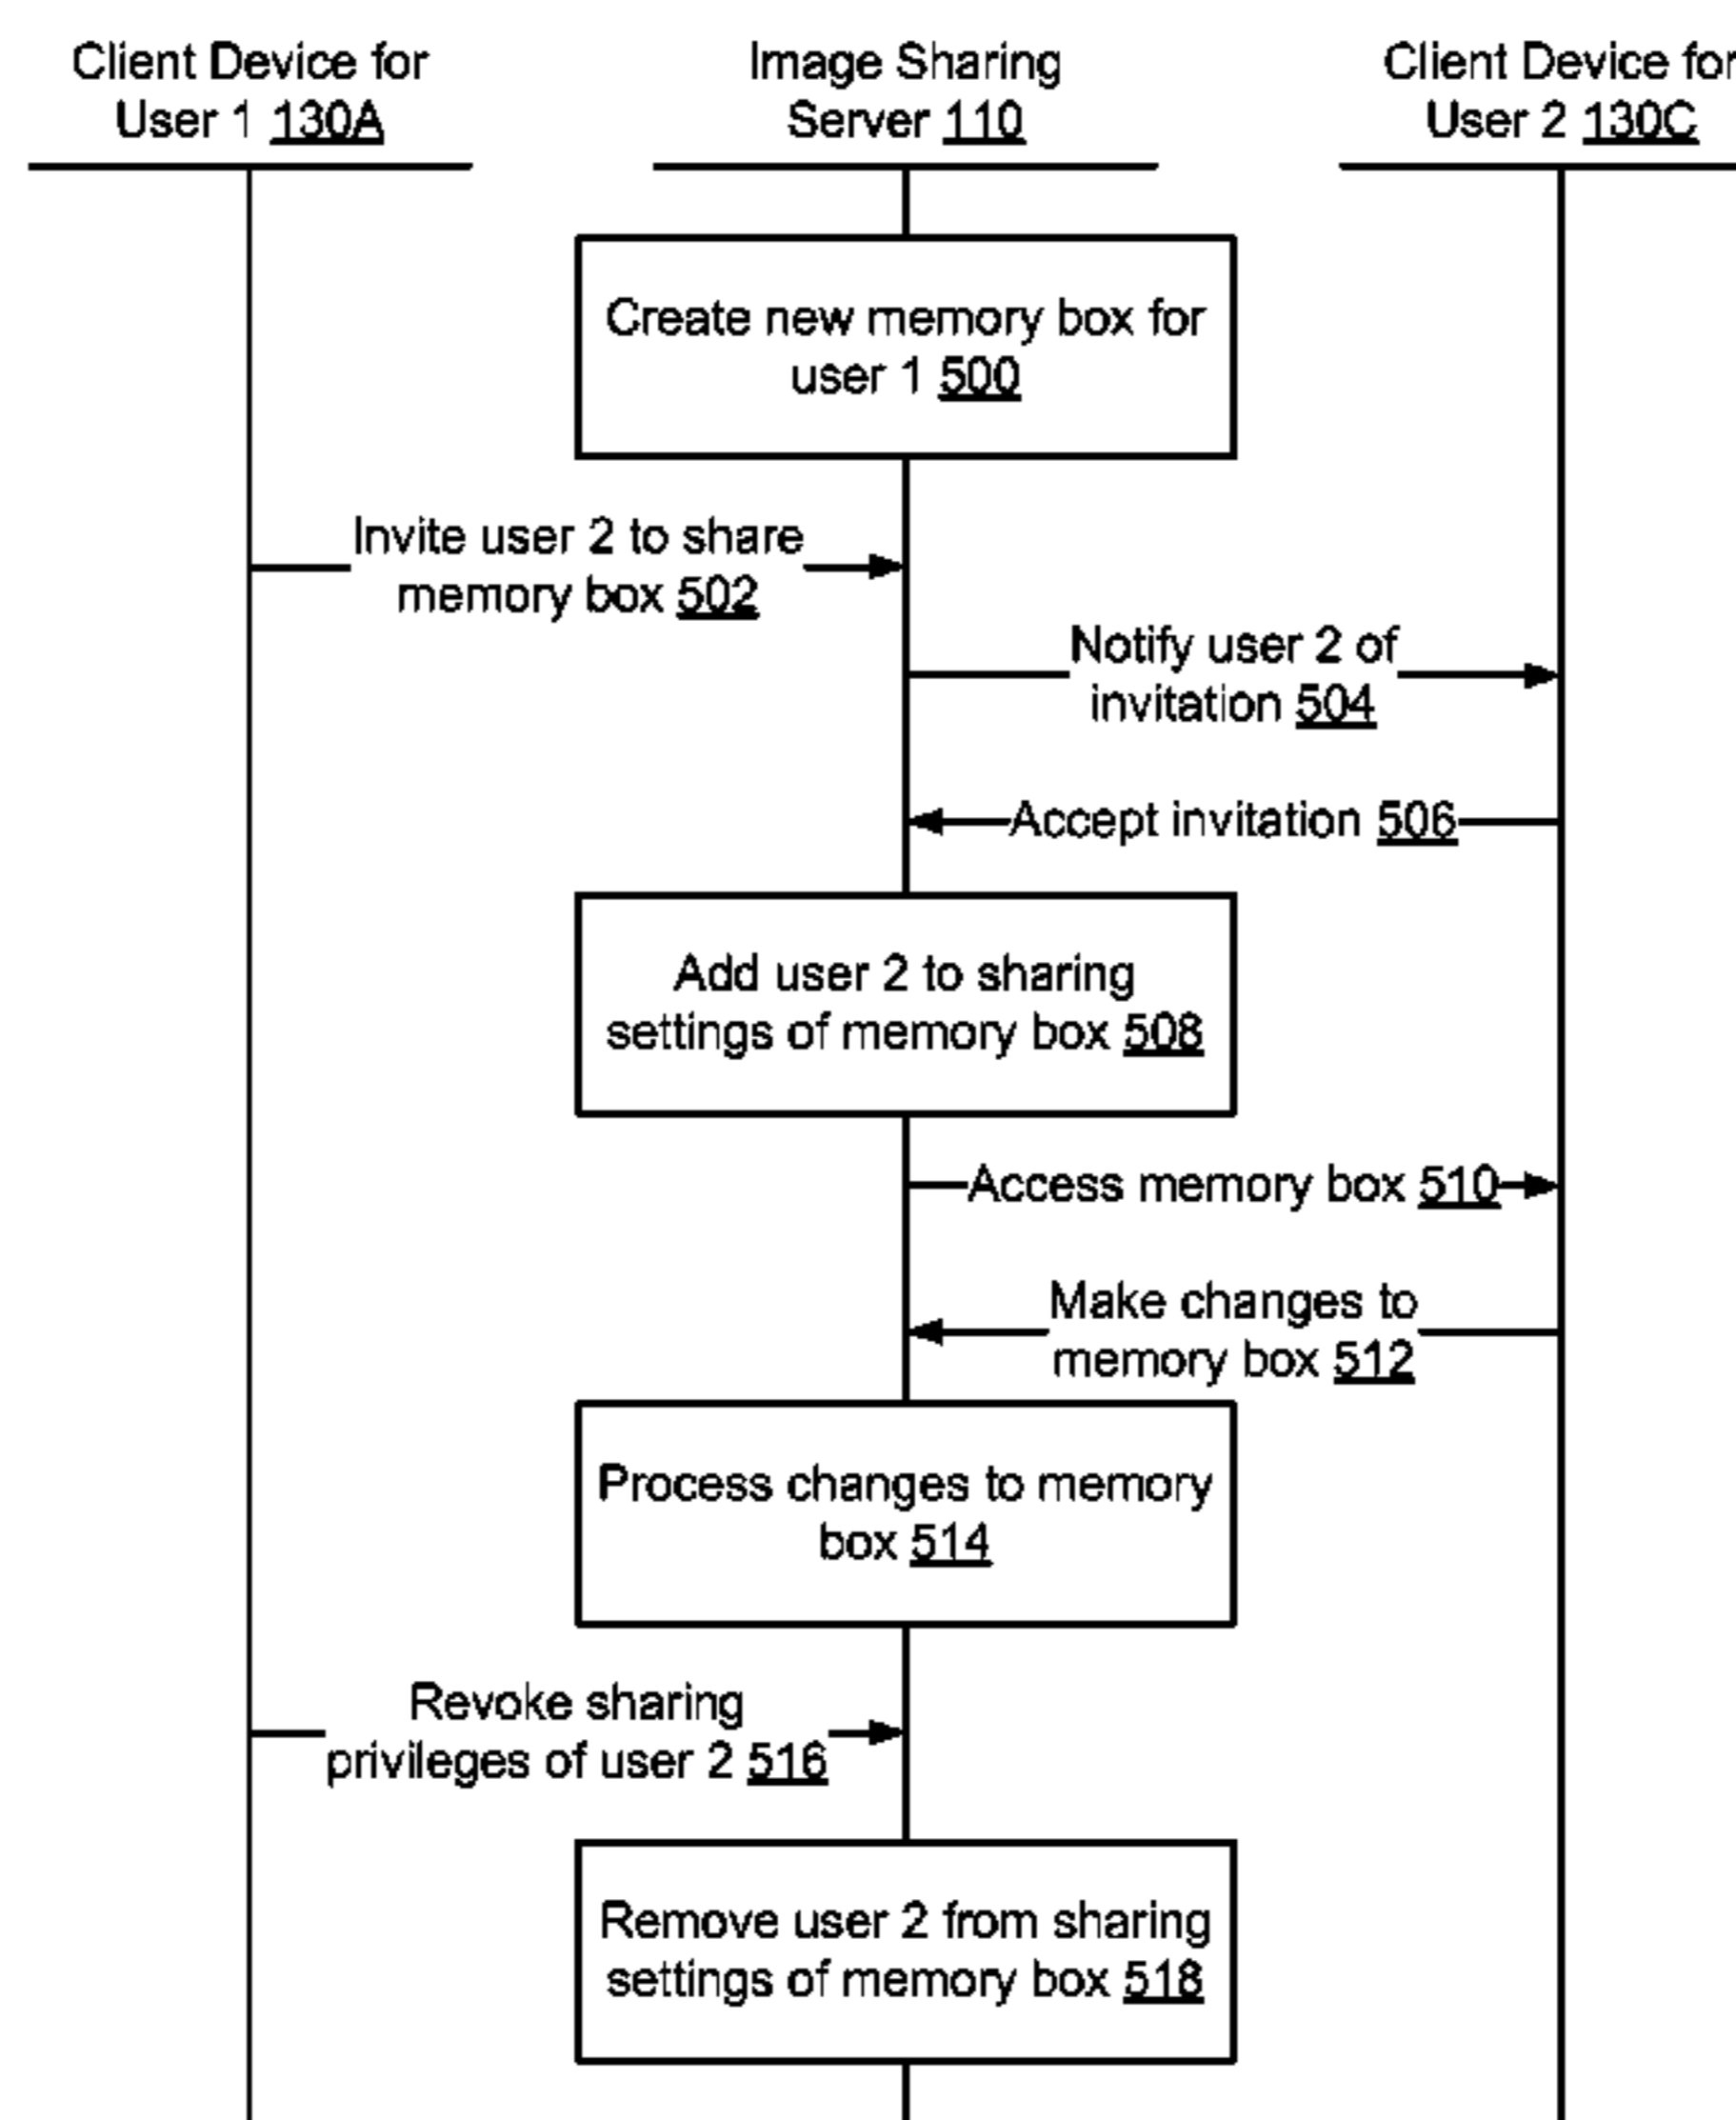 Client Device for
User 1 130A
Image Sharing
Server 110
Client Device for
User 2 130C
Create new memory box for
user 1 500
Invite user 2 to share
memory box 502
Notify user 2 of
invitation 504
Accept invitation 506
Add user 2 to sharing
settings of memory box 508
Access memory box 510
Make changes to
memory box 512
Process changes to memory
box 514
Revoke sharing
privileges of user 2 516
Remove user 2 from sharing
settings of memory box 518